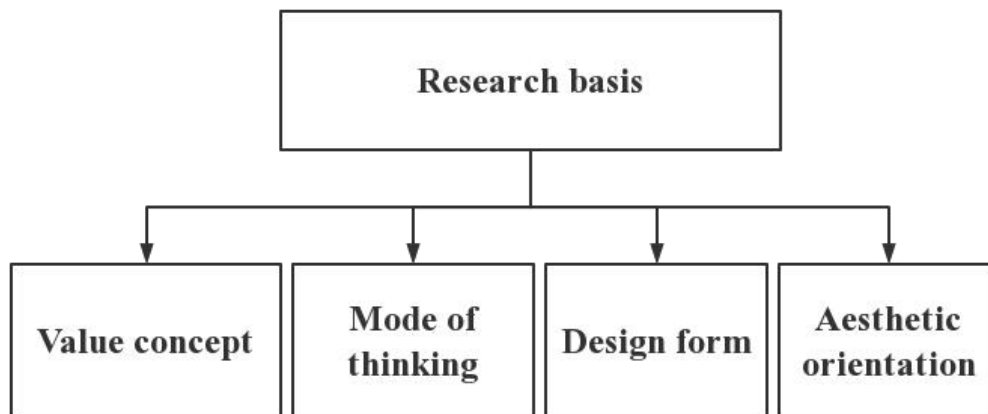 Research basis
Value concept
Mode of
thinking
Design form
Aesthetic
orientation